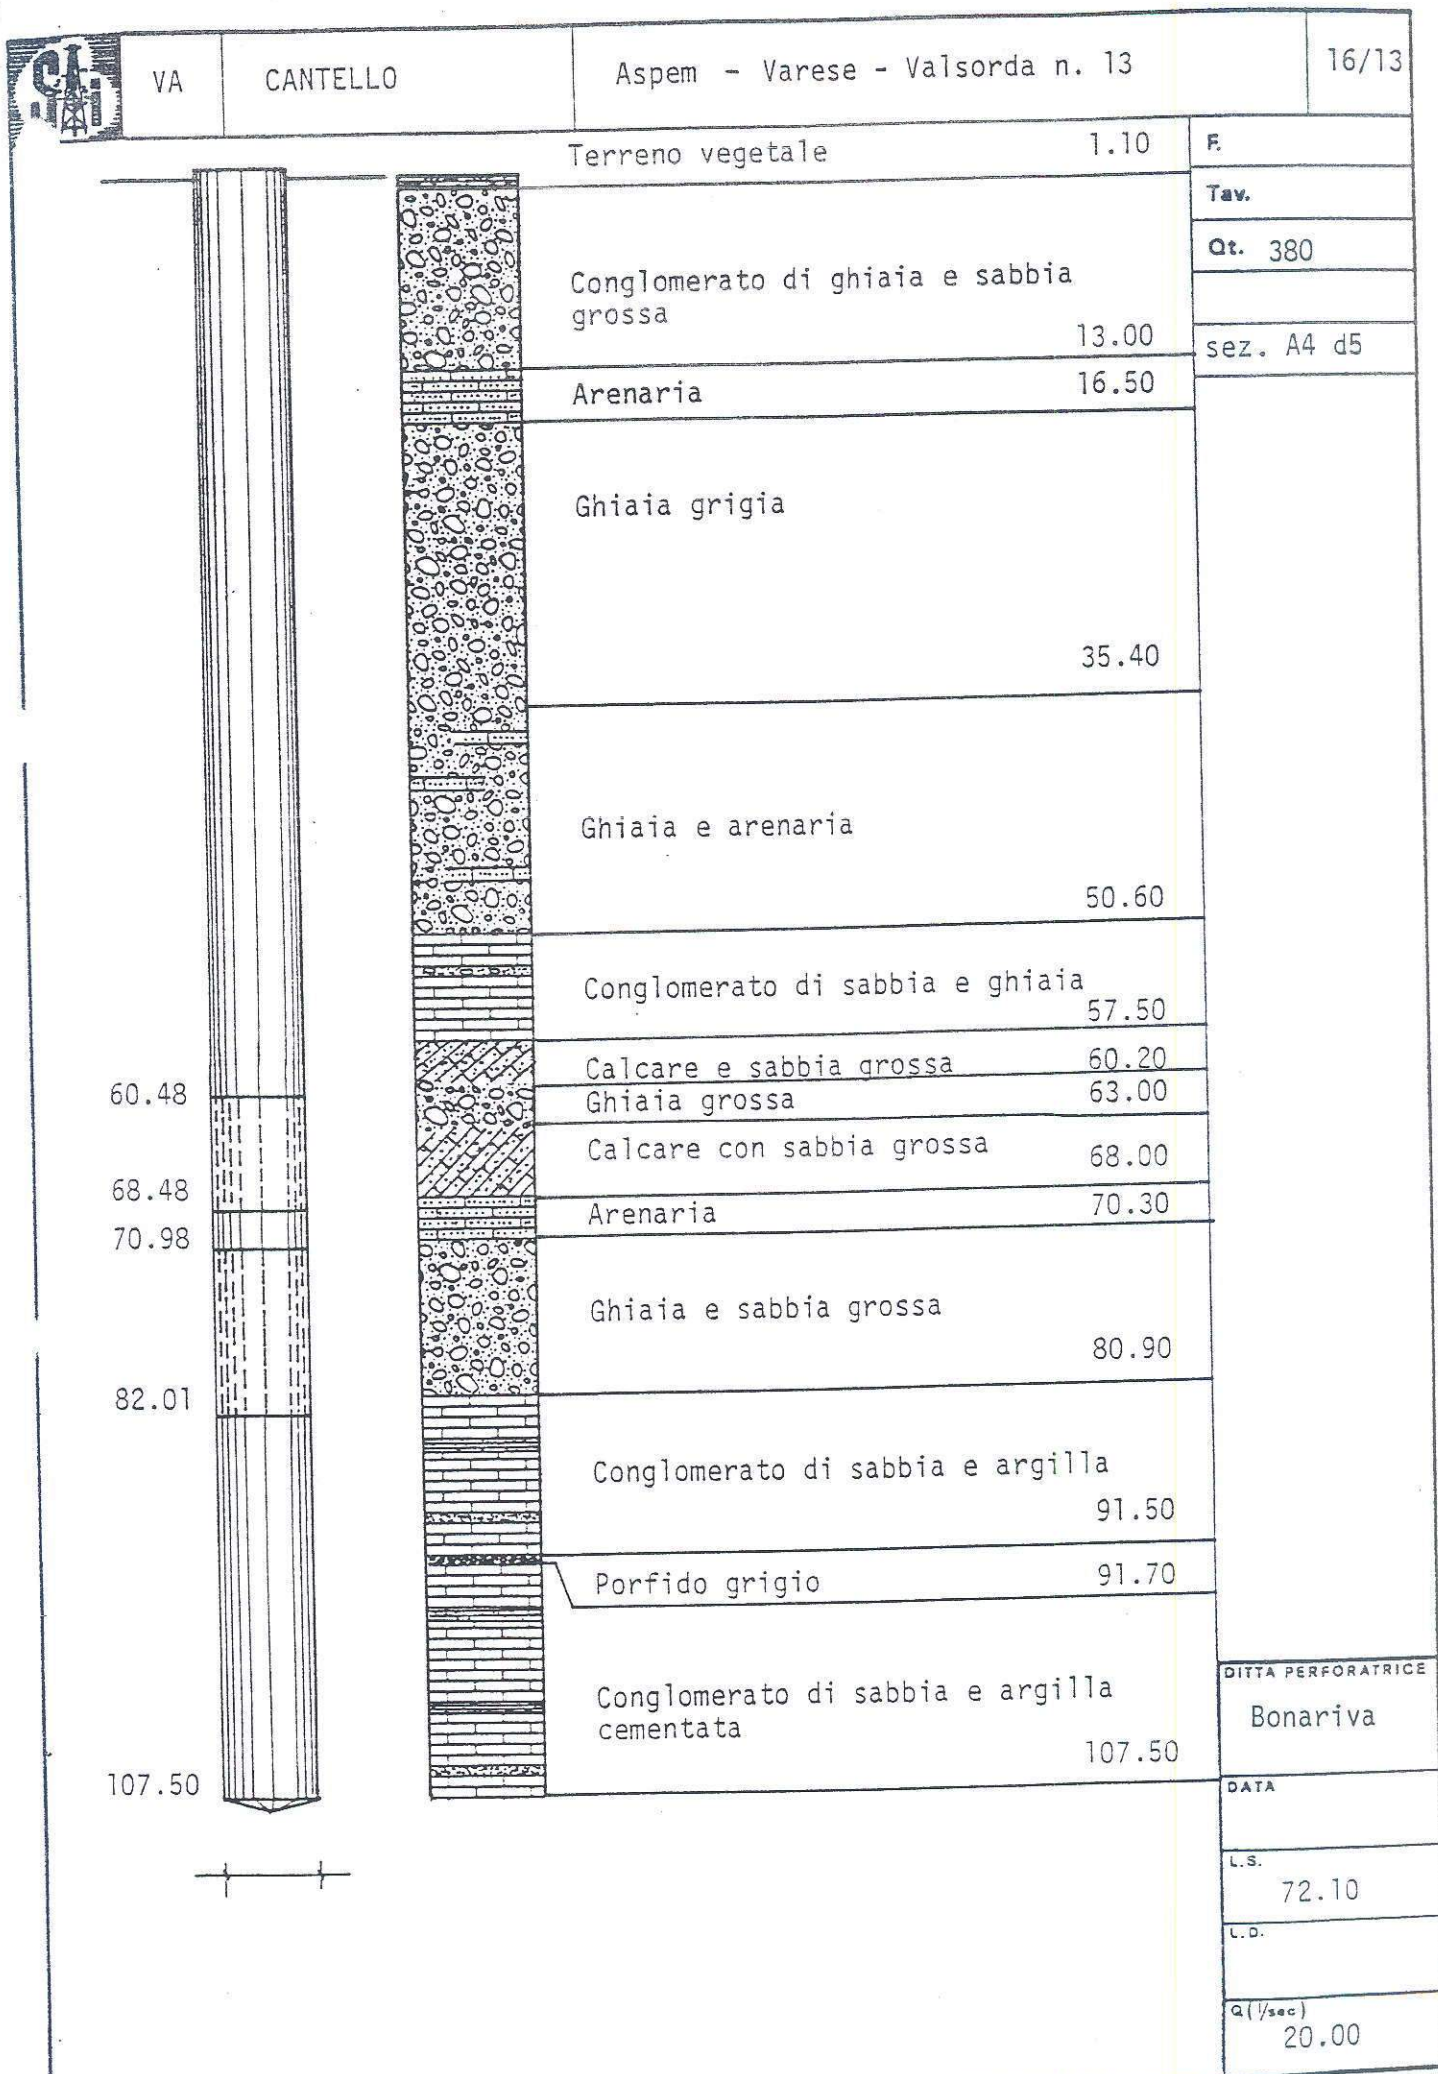 VA CANTELLO Aspem - Varese - Valsorda n. 13 16/13
Terreno vegetale 1.10
F.
Tav.
Qt. 380
Conglomerato di ghiaia e sabbia
grossa
13.00
sez. A4 d5
Arenaria 16.50
Ghiaia grigia
35.40
Ghiaia e arenaria
50.60
Conglomerato di sabbia e ghiaia
57.50
Calcare e sabbia grossa 60.20
60.48
Ghiaia grossa 63.00
Calcare con sabbia grossa 68.00
68.48
Arenaria 70.30
70.98
Ghiaia e sabbia grossa
80.90
82.01
Conglomerato di sabbia e argilla
91.50
Porfido grigio 91.70
Conglomerato di sabbia e argilla
cementata
107.50
107.50
DITTA PERFORATRICE
Bonariva
DATA
L.S.
72.10
L.D.
Q(l/sec)
20.00